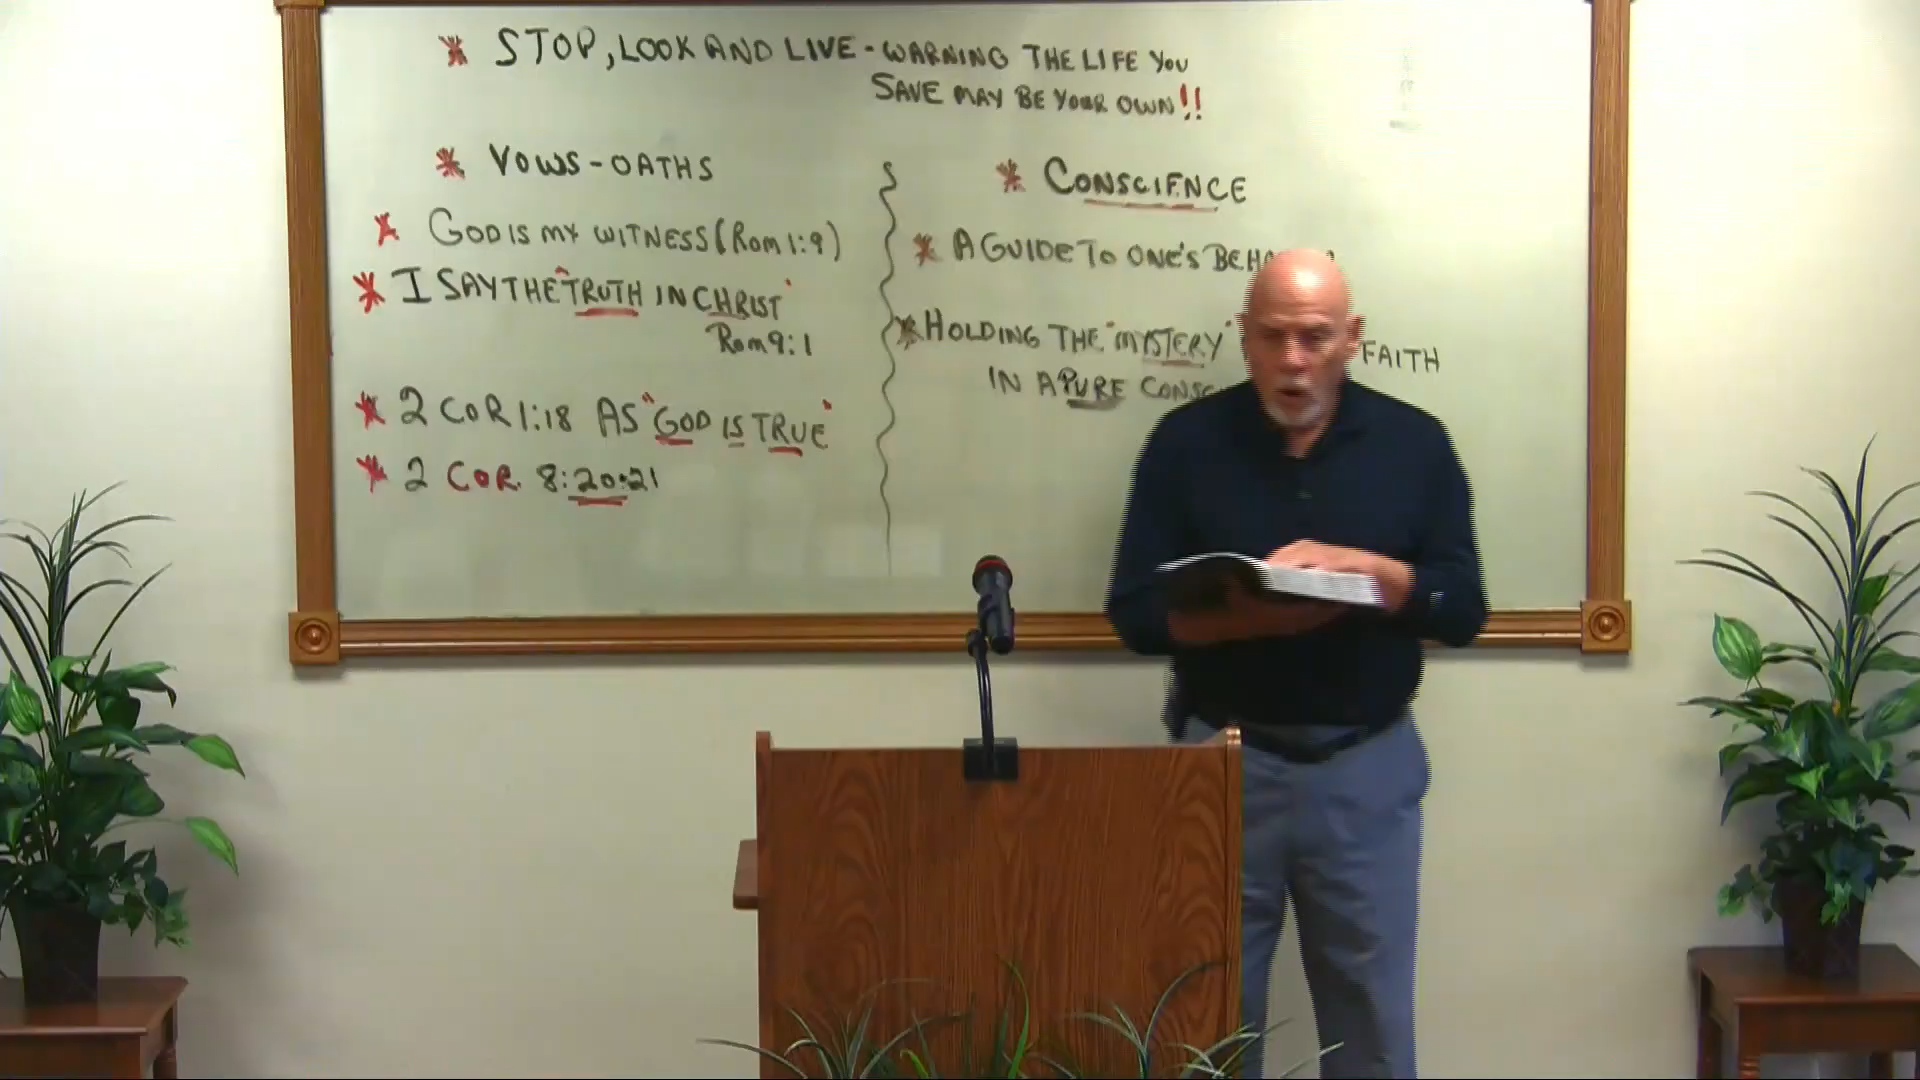 * STOP, LOOK AND LIVE - WARNING THE LIFE YOU
SAVE MAY BE YOUR OWN!!
* VOWS - OATHS
* GOD IS MY WITNESS (Rom 1:9)
* I SAY THE "TRUTH IN CHRIST"
Rom 9:1
* 2 COR 1:18 AS "GOD IS TRUE"
* 2 COR. 8:20:21
* CONSCIENCE
* A GUIDE TO ONE'S
* HOLDING THE "MYSTERY" FAITH
IN A PURE